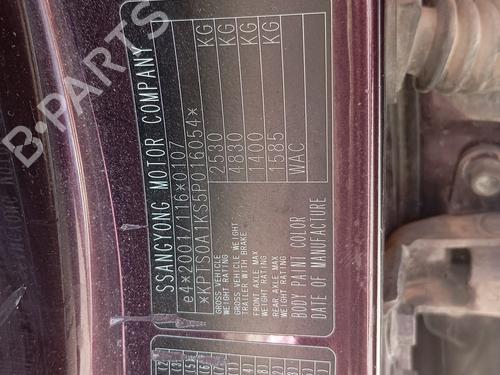 SSANGYONG MOTOR COMPANY
e4*2001/116*0107
*KPTS0A1KS5P016054*
GROSS VEHICLE WEIGHT RATING 2530 KG
GROSS VEHICLE WEIGHT TRAILER WITH BRAKE 4830 KG
FRONT AXLE MAX WEIGHT RATING 1400 KG
REAR AXLE MAX WEIGHT RATING 1585 KG
BODY PAINT COLOR WAC
DATE OF MANUFACTURE
B-PARTS